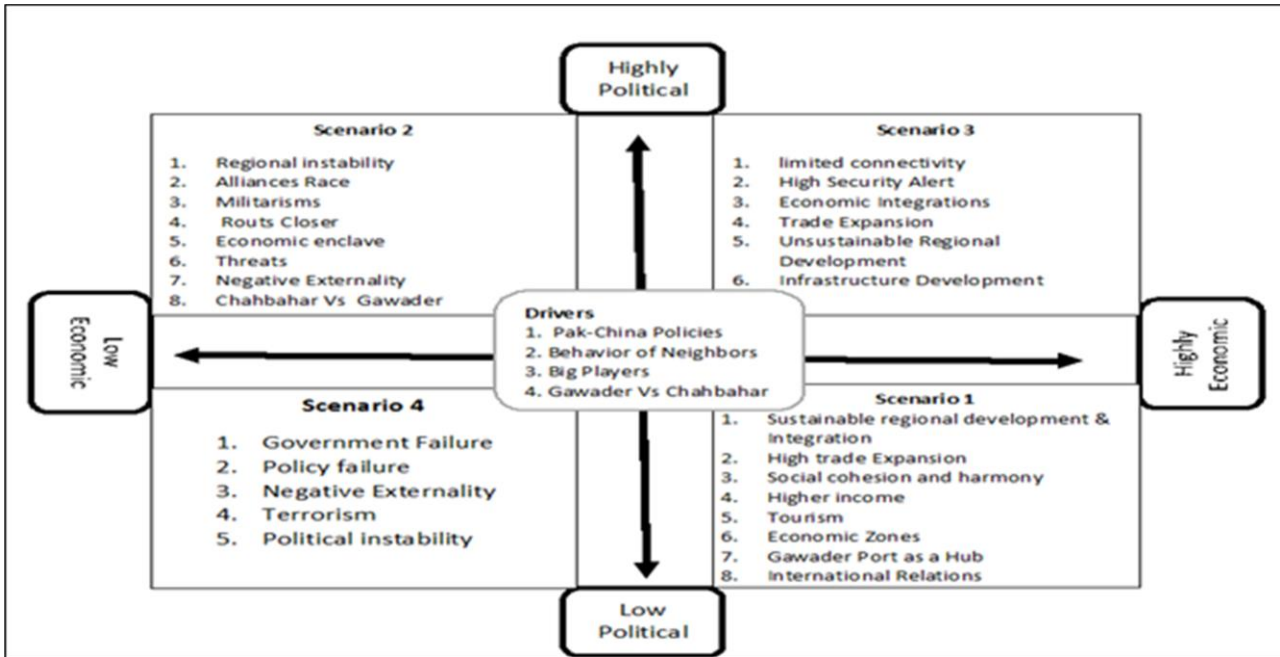 Highly
Political
Scenario 2
1. Regional instability
2. Alliances Race
3. Militarisms
4. Routs Closer
5. Economic enclave
6. Threats
7. Negative Externality
8. Chahbahar Vs Gawader
Scenario 3
1. limited connectivity
2. High Security Alert
3. Economic Integrations
4. Trade Expansion
5. Unsustainable Regional
Development
6. Infrastructure Development
Low
Economic
Drivers
1. Pak-China Policies
2. Behavior of Neighbors
3. Big Players
4. Gawader Vs Chahbahar
Highly
Economic
Scenario 4
1. Government Failure
2. Policy failure
3. Negative Externality
4. Terrorism
5. Political instability
Scenario 1
1. Sustainable regional development &
Integration
2. High trade Expansion
3. Social cohesion and harmony
4. Higher income
5. Tourism
6. Economic Zones
7. Gawader Port as a Hub
8. International Relations
Low
Political